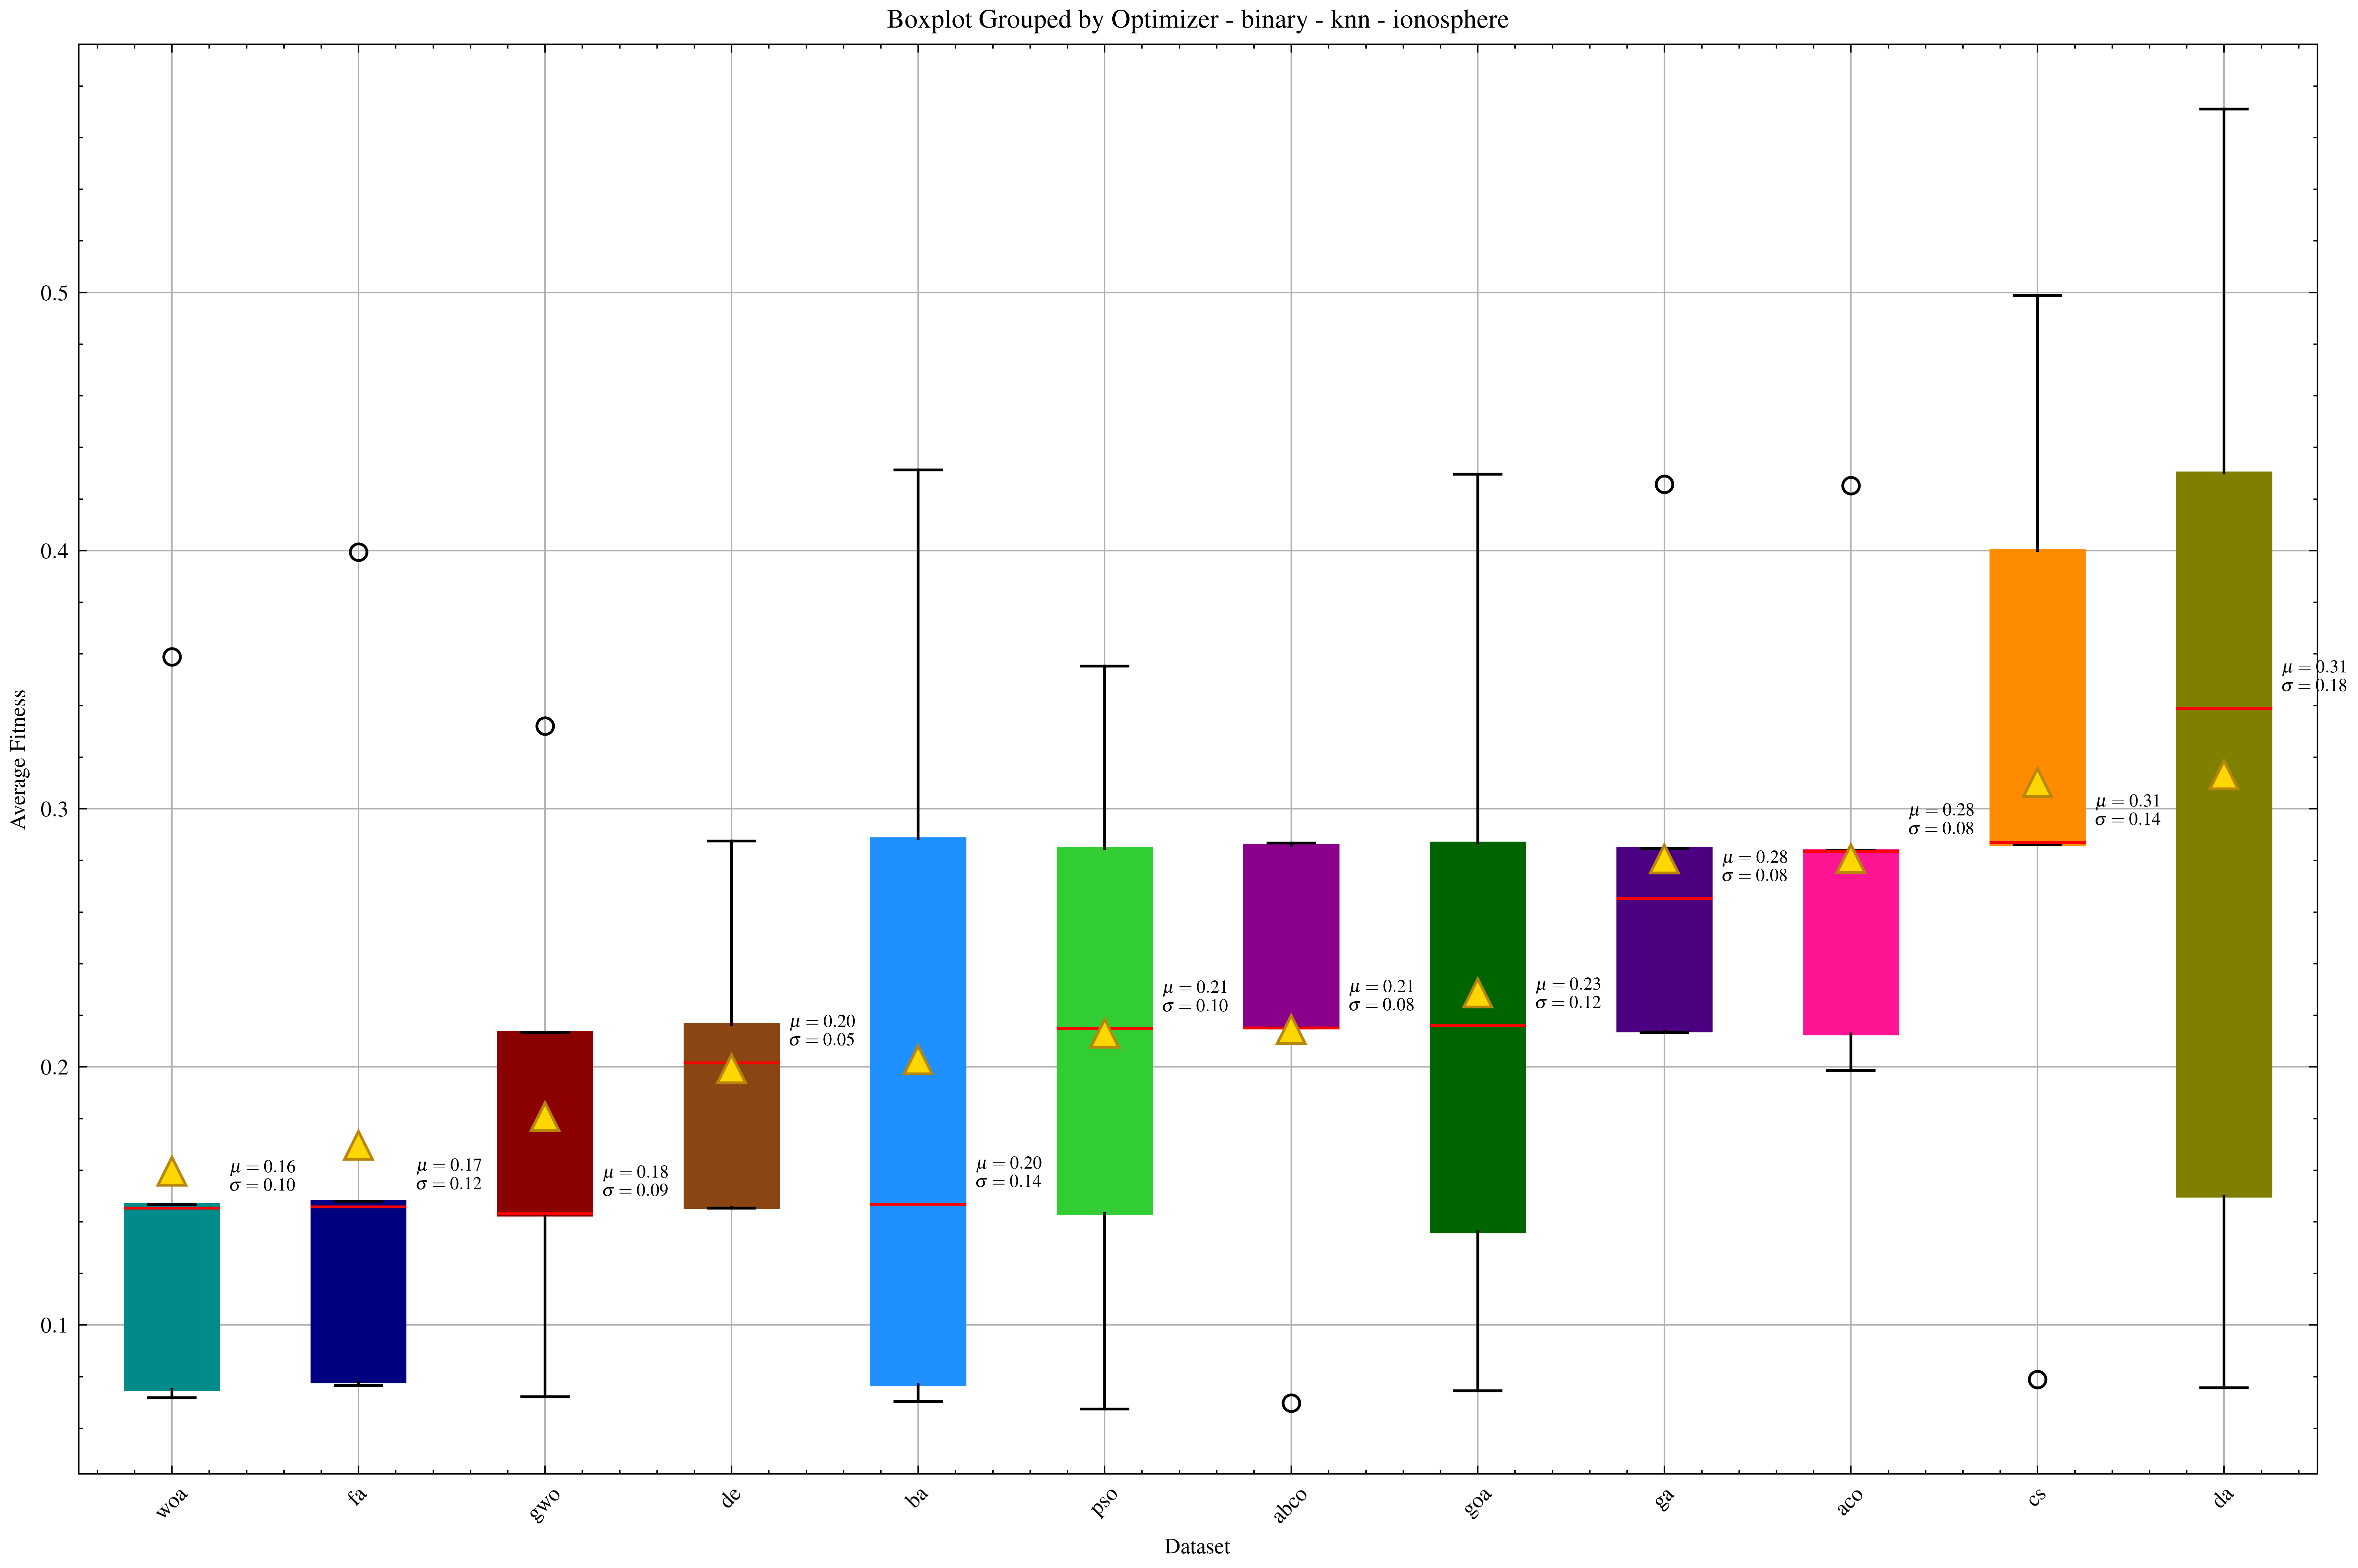 Boxplot Grouped by Optimizer - binary - knn - ionosphere
Average Fitness
0.5
0.4
0.3
0.2
0.1
μ = 0.16
σ = 0.10
μ = 0.17
σ = 0.12
μ = 0.18
σ = 0.09
μ = 0.20
σ = 0.05
μ = 0.20
σ = 0.14
μ = 0.21
σ = 0.10
μ = 0.21
σ = 0.08
μ = 0.23
σ = 0.12
μ = 0.28
σ = 0.08
μ = 0.28
σ = 0.08
μ = 0.31
σ = 0.14
μ = 0.31
σ = 0.18
woa
fa
gwo
de
ba
pso
abco
goa
ga
aco
cs
da
Dataset